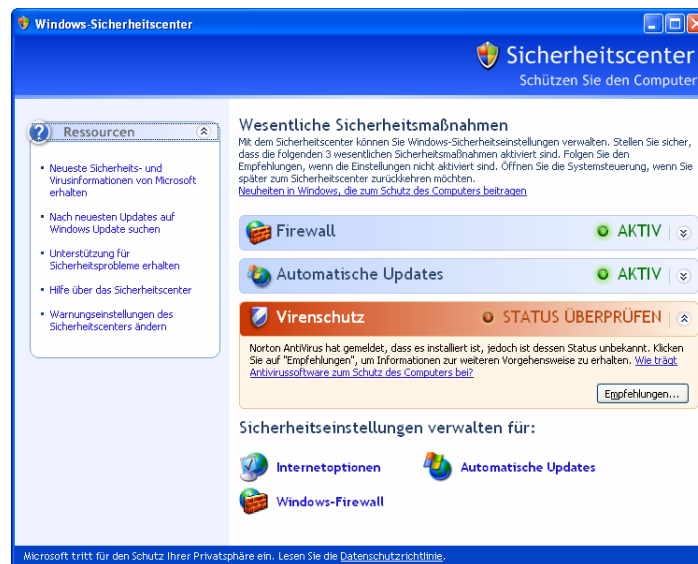 Windows-Sicherheitscenter
Sicherheitscenter
Schützen Sie den Computer
Ressourcen
Neueste Sicherheits- und
Virusinformationen von Microsoft
erhalten
Nach neuesten Updates auf
Windows Update suchen
Unterstützung für
Sicherheitsprobleme erhalten
Hilfe über das Sicherheitscenter
Warnungseinstellungen des
Sicherheitscenters ändern
Wesentliche Sicherheitsmaßnahmen
Mit dem Sicherheitscenter können Sie Windows-Sicherheitseinstellungen verwalten. Stellen Sie sicher,
dass die folgenden 3 wesentlichen Sicherheitsmaßnahmen aktiviert sind. Folgen Sie den
Empfehlungen, wenn die Einstellungen nicht aktiviert sind. Öffnen Sie die Systemsteuerung, wenn Sie
später zum Sicherheitscenter zurückkehren möchten.
Neuheiten in Windows, die zum Schutz des Computers beitragen
Firewall AKTIV
Automatische Updates AKTIV
Virenschutz STATUS ÜBERPRÜFEN
Norton AntiVirus hat gemeldet, dass es installiert ist, jedoch ist dessen Status unbekannt. Klicken
Sie auf "Empfehlungen", um Informationen zur weiteren Vorgehensweise zu erhalten. Wie trägt
Antivirussoftware zum Schutz des Computers bei?
Empfehlungen...
Sicherheitseinstellungen verwalten für:
Internetoptionen Automatische Updates
Windows-Firewall
Microsoft tritt für den Schutz Ihrer Privatsphäre ein. Lesen Sie die Datenschutzrichtlinie.